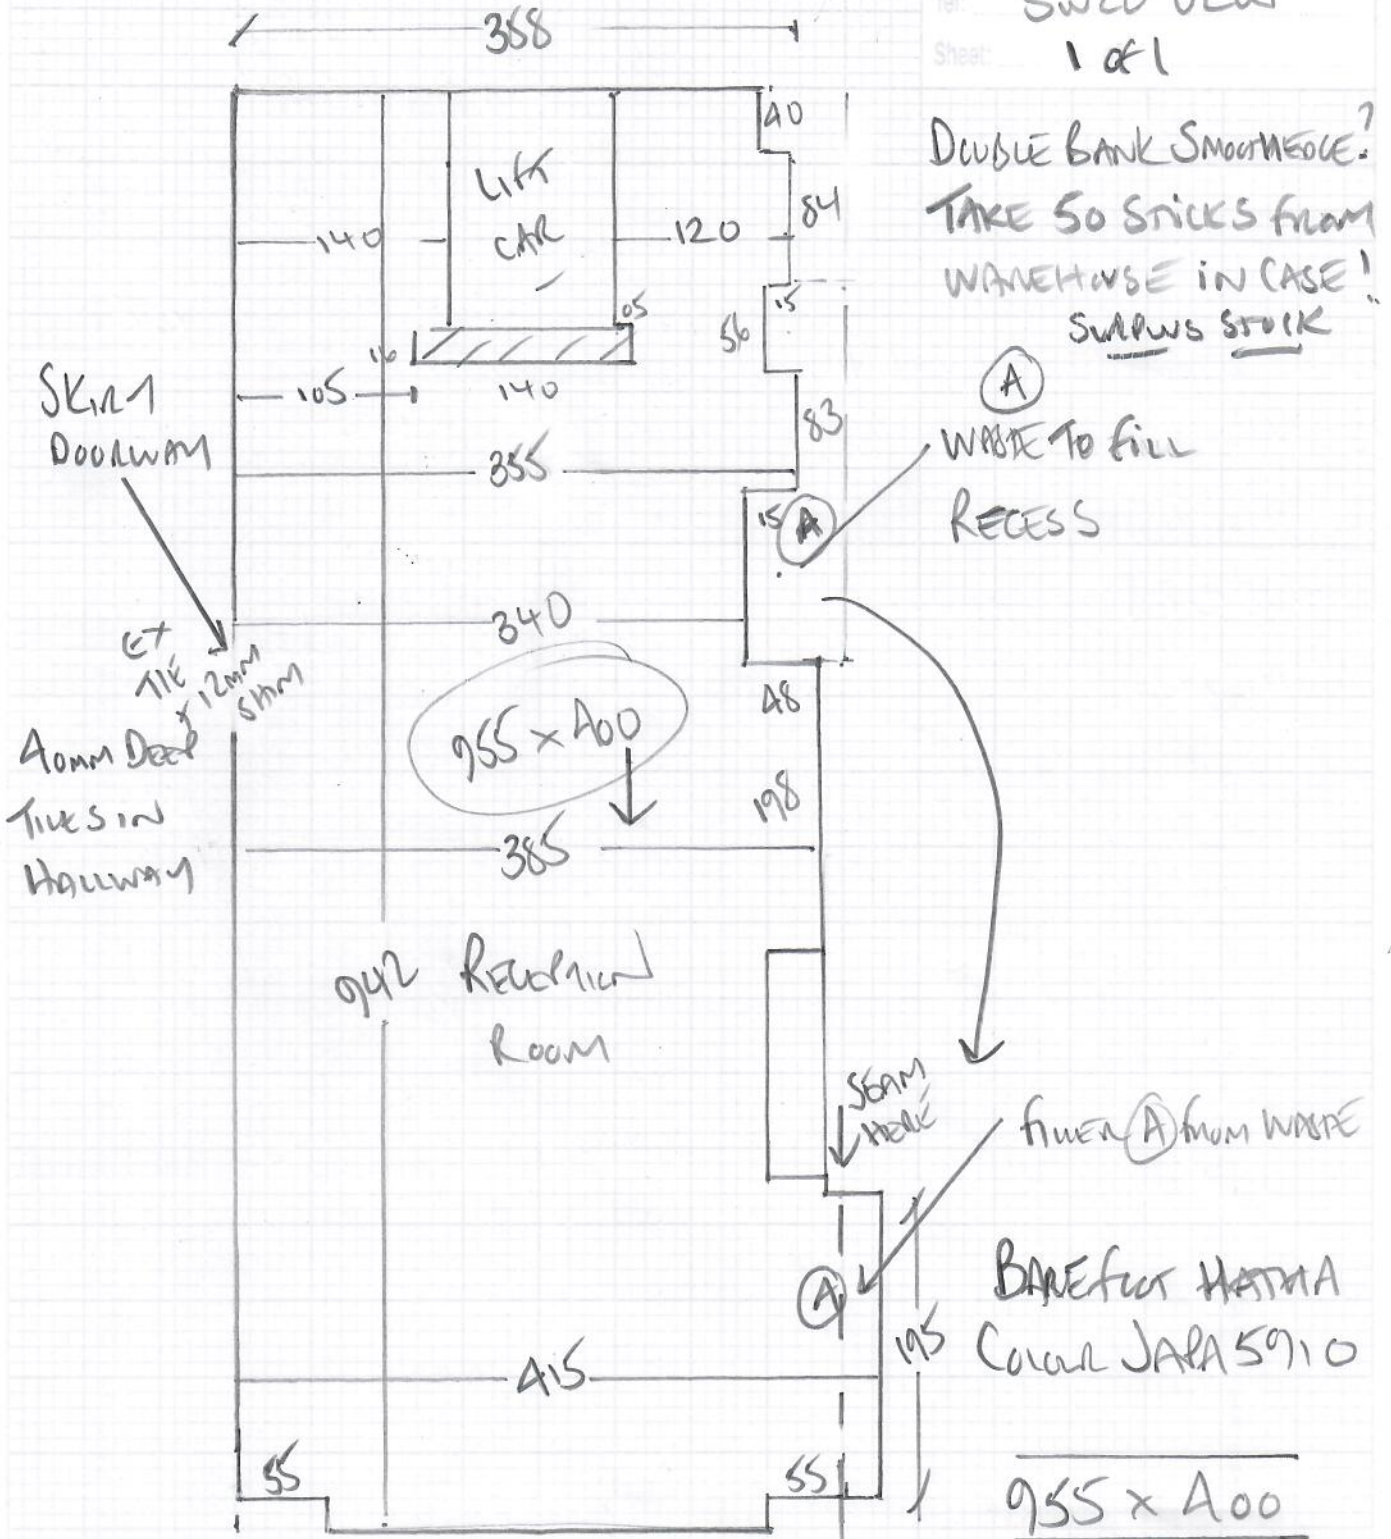 Tel:
Sheet: 1 of 1
388
DOUBLE BANK SMOOTHEDGE?
TAKE 50 STICKS FROM
WAREHOUSE IN CASE!
SURPLUS STOCK
40
84
LIFT
CAR
140
120
15
05
56
16
105
140
83
355
SKIM
DOORWAY
A
WASTE TO FILL
RECESS
15 A
340
EX
TILE
12MM
SHIM
955 x 400
48
198
40MM DEEP
TILES IN
HALLWAY
385
942
RECEPTION
ROOM
SEAM
HERE
FILLER A FROM WASTE
A
195
BAREFOOT HATHA
COLOUR JAPA 5910
415
55
55
955 x 400